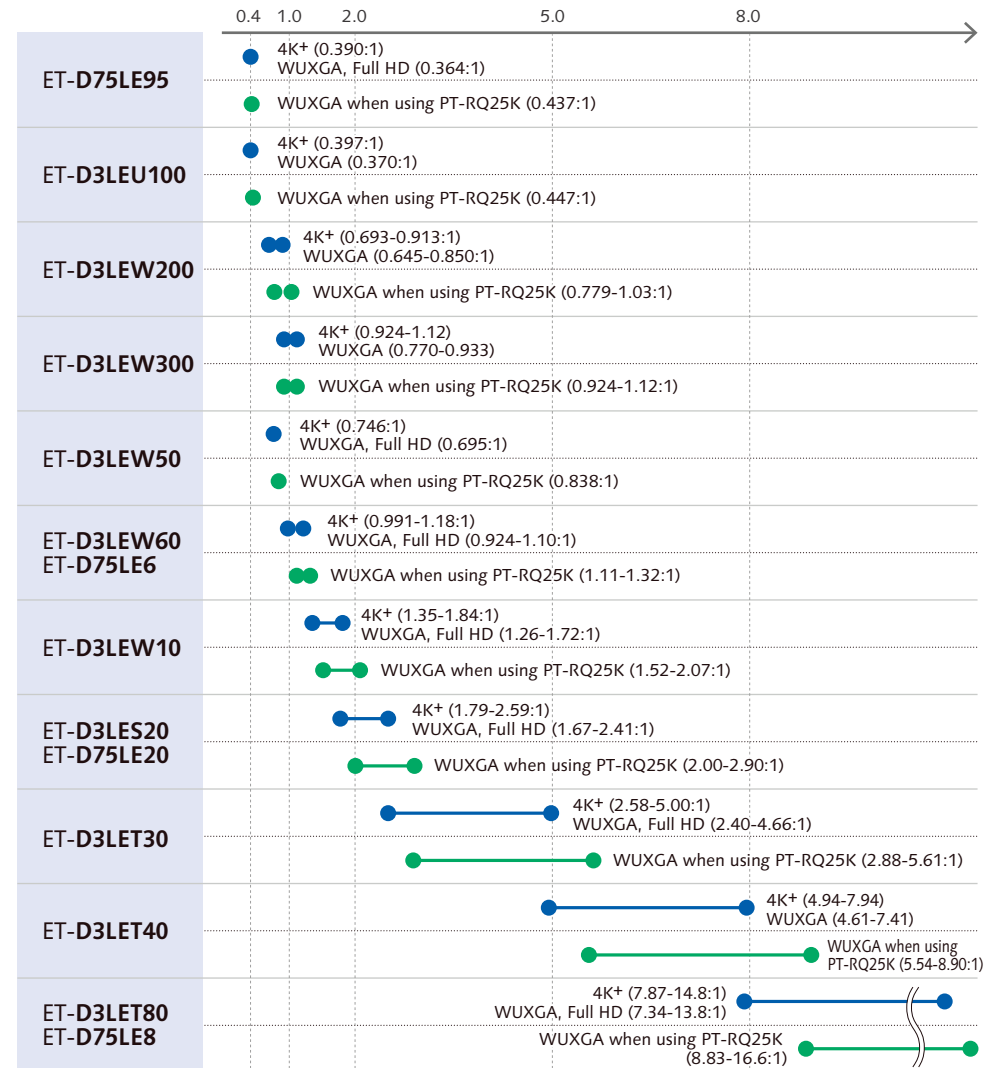 0.4 1.0 2.0 5.0 8.0
ET-D75LE95
4K+ (0.390:1)
WUXGA, Full HD (0.364:1)
WUXGA when using PT-RQ25K (0.437:1)
ET-D3LEU100
4K+ (0.397:1)
WUXGA (0.370:1)
WUXGA when using PT-RQ25K (0.447:1)
ET-D3LEW200
4K+ (0.693-0.913:1)
WUXGA (0.645-0.850:1)
WUXGA when using PT-RQ25K (0.779-1.03:1)
ET-D3LEW300
4K+ (0.924-1.12)
WUXGA (0.770-0.933)
WUXGA when using PT-RQ25K (0.924-1.12:1)
ET-D3LEW50
4K+ (0.746:1)
WUXGA, Full HD (0.695:1)
WUXGA when using PT-RQ25K (0.838:1)
ET-D3LEW60
ET-D75LE6
4K+ (0.991-1.18:1)
WUXGA, Full HD (0.924-1.10:1)
WUXGA when using PT-RQ25K (1.11-1.32:1)
ET-D3LEW10
4K+ (1.35-1.84:1)
WUXGA, Full HD (1.26-1.72:1)
WUXGA when using PT-RQ25K (1.52-2.07:1)
ET-D3LES20
ET-D75LE20
4K+ (1.79-2.59:1)
WUXGA, Full HD (1.67-2.41:1)
WUXGA when using PT-RQ25K (2.00-2.90:1)
ET-D3LET30
4K+ (2.58-5.00:1)
WUXGA, Full HD (2.40-4.66:1)
WUXGA when using PT-RQ25K (2.88-5.61:1)
ET-D3LET40
4K+ (4.94-7.94)
WUXGA (4.61-7.41)
WUXGA when using
PT-RQ25K (5.54-8.90:1)
ET-D3LET80
ET-D75LE8
4K+ (7.87-14.8:1)
WUXGA, Full HD (7.34-13.8:1)
WUXGA when using PT-RQ25K
(8.83-16.6:1)